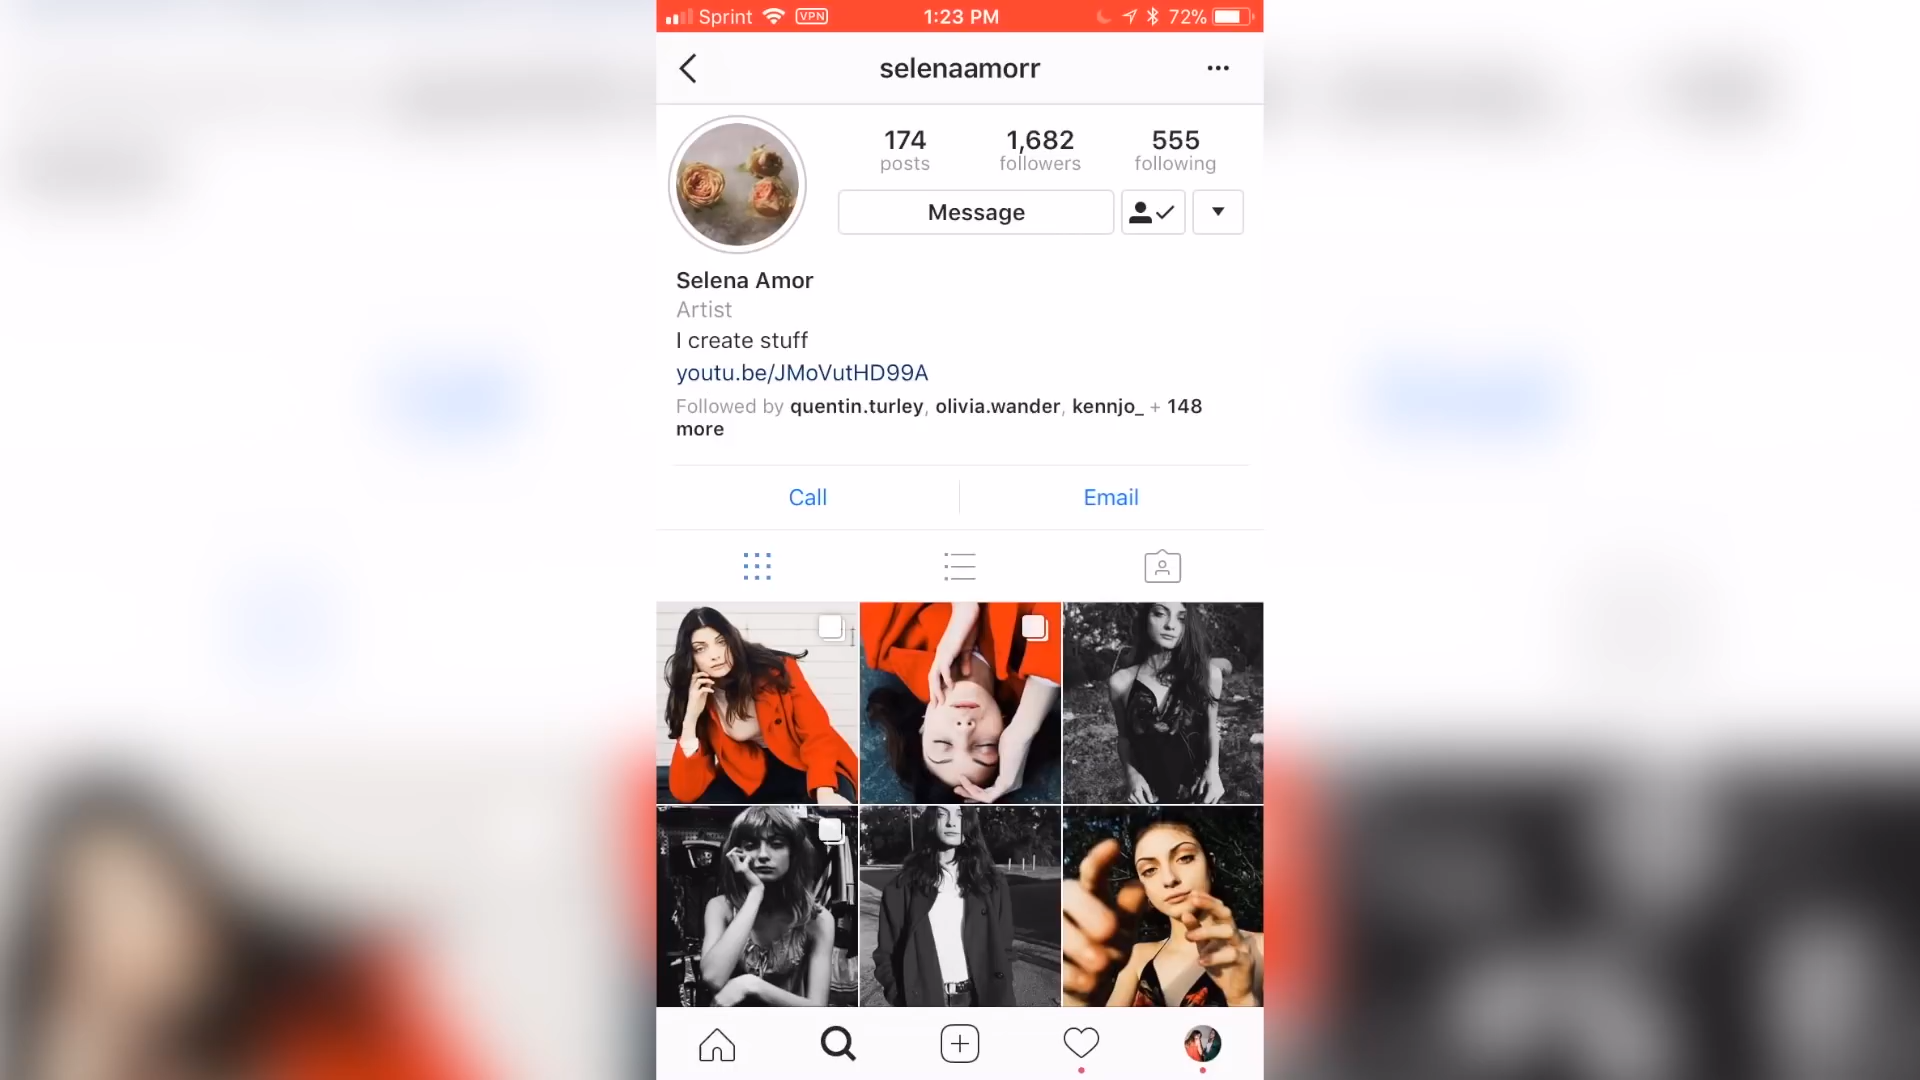 Sprint VPN 1:23 PM 72%
selenaamorr
174 1,682 555
posts followers following
Message
Selena Amor
Artist
I create stuff
youtu.be/JMoVutHD99A
Followed by quentin.turley, olivia.wander, kennjo_ + 148
more
Call Email